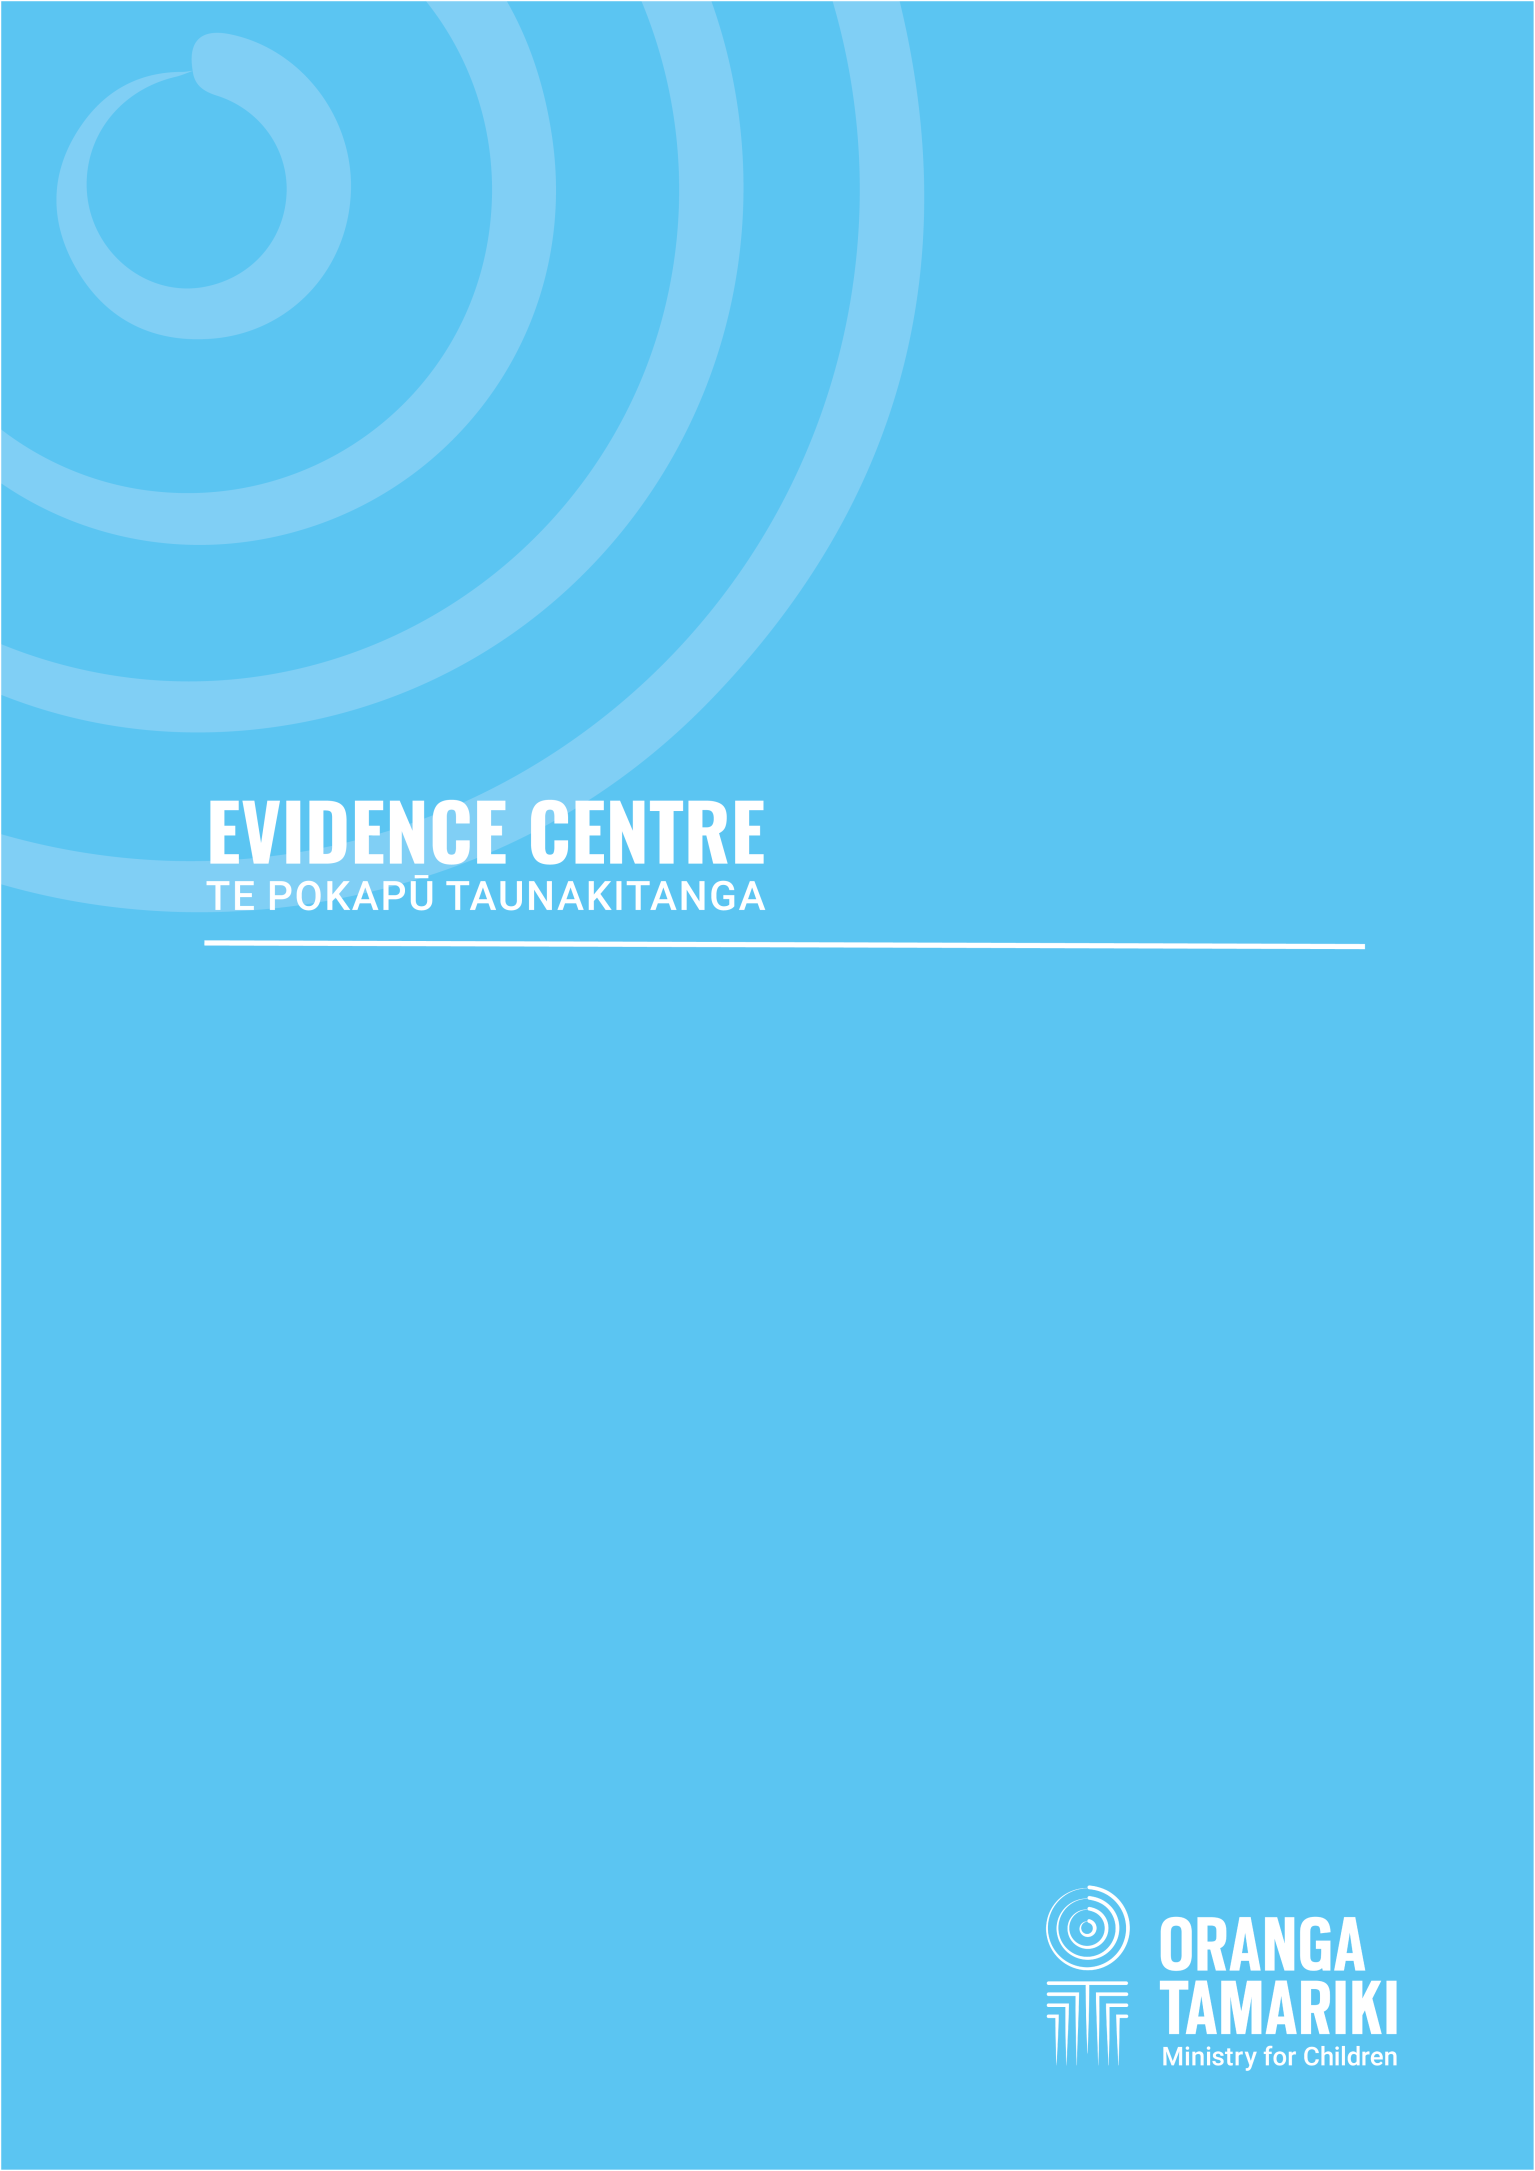 EVIDENCE CENTRE
TE POKAPŪ TAUNAKITANGA
ORANGA
TAMARIKI
Ministry for Children